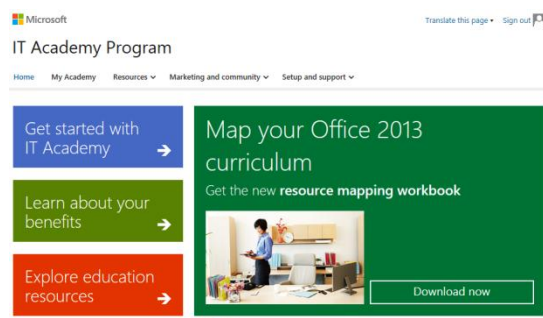 Microsoft
Translate this page
Sign out
IT Academy Program
Home My Academy Resources Marketing and community Setup and support
Get started with
IT Academy
Learn about your
benefits
Explore education
resources
Map your Office 2013
curriculum
Get the new resource mapping workbook
Download now